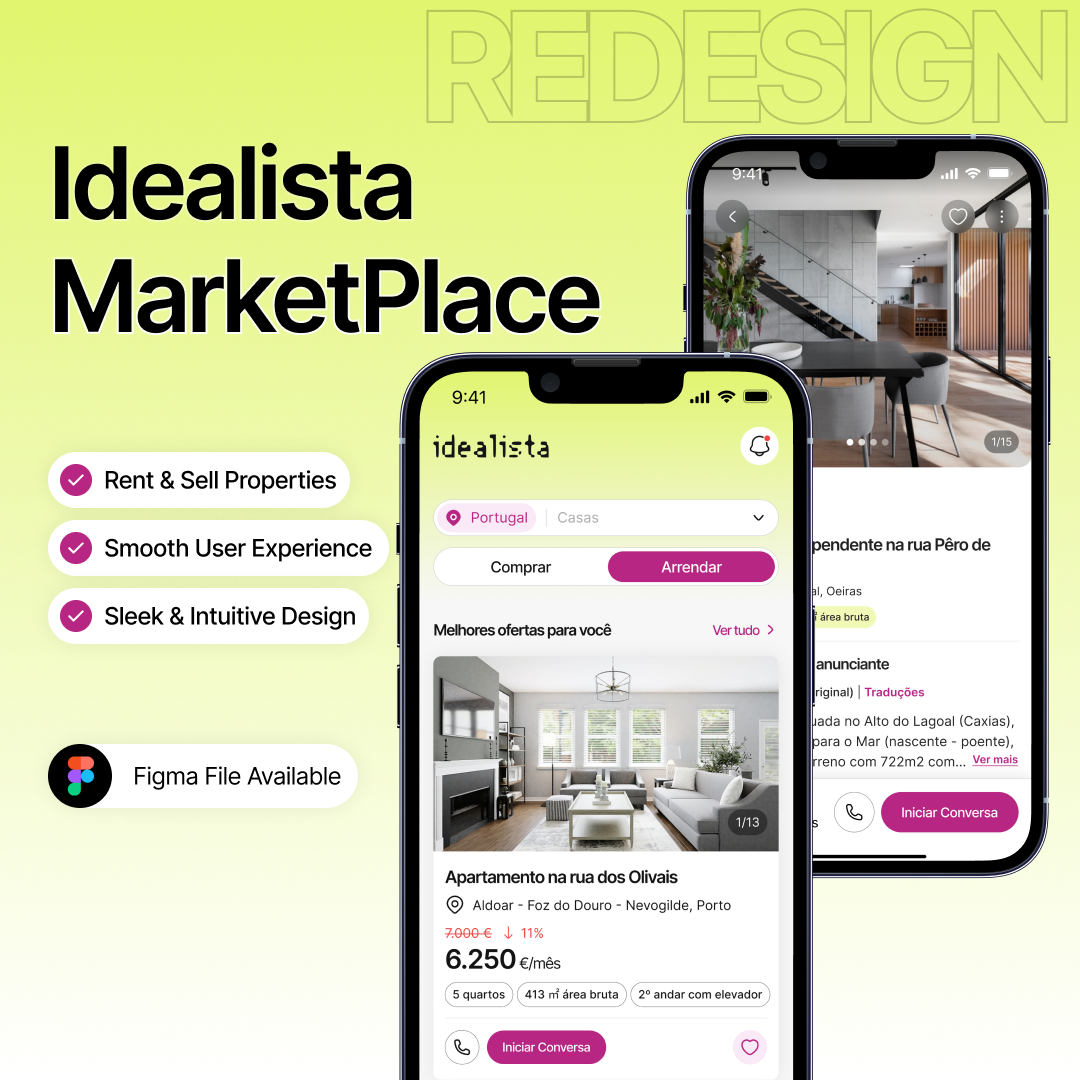 REDESIGN
Idealista
MarketPlace
Rent & Sell Properties
Smooth User Experience
Sleek & Intuitive Design
Figma File Available
9:41
idealista
Portugal
Casas
Comprar
Arrendar
Melhores ofertas para você
Ver tudo
1/13
Apartamento na rua dos Olivais
Aldoar - Foz do Douro - Nevogilde, Porto
7.000 € ↓ 11%
6.250 €/mês
5 quartos
413 ㎡ área bruta
2º andar com elevador
Iniciar Conversa
9:41
1/15
pendente na rua Pêro de
al, Oeiras
área bruta
anunciante
riginal) | Traduções
uada no Alto do Lagoal (Caxias),
para o Mar (nascente - poente),
rreno com 722m2 com... Ver mais
s
Iniciar Conversa